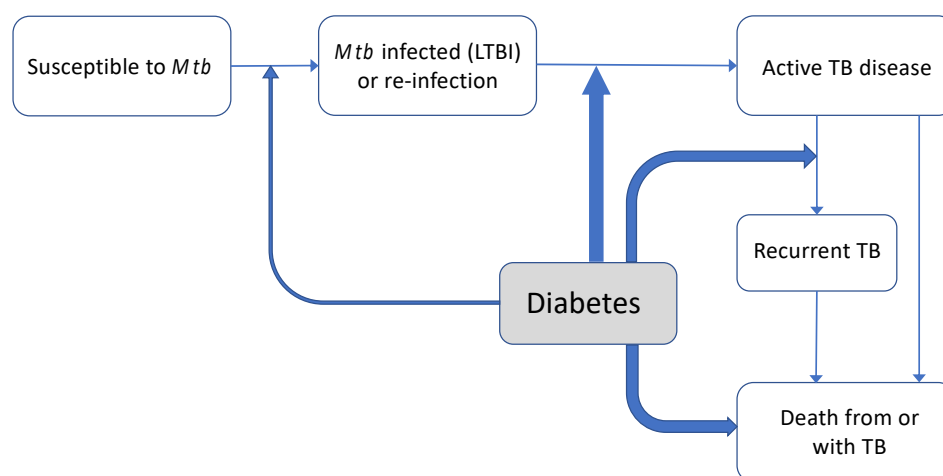 Susceptible to Mtb
Mtb infected (LTBI)
or re-infection
Active TB disease
Recurrent TB
Diabetes
Death from or
with TB